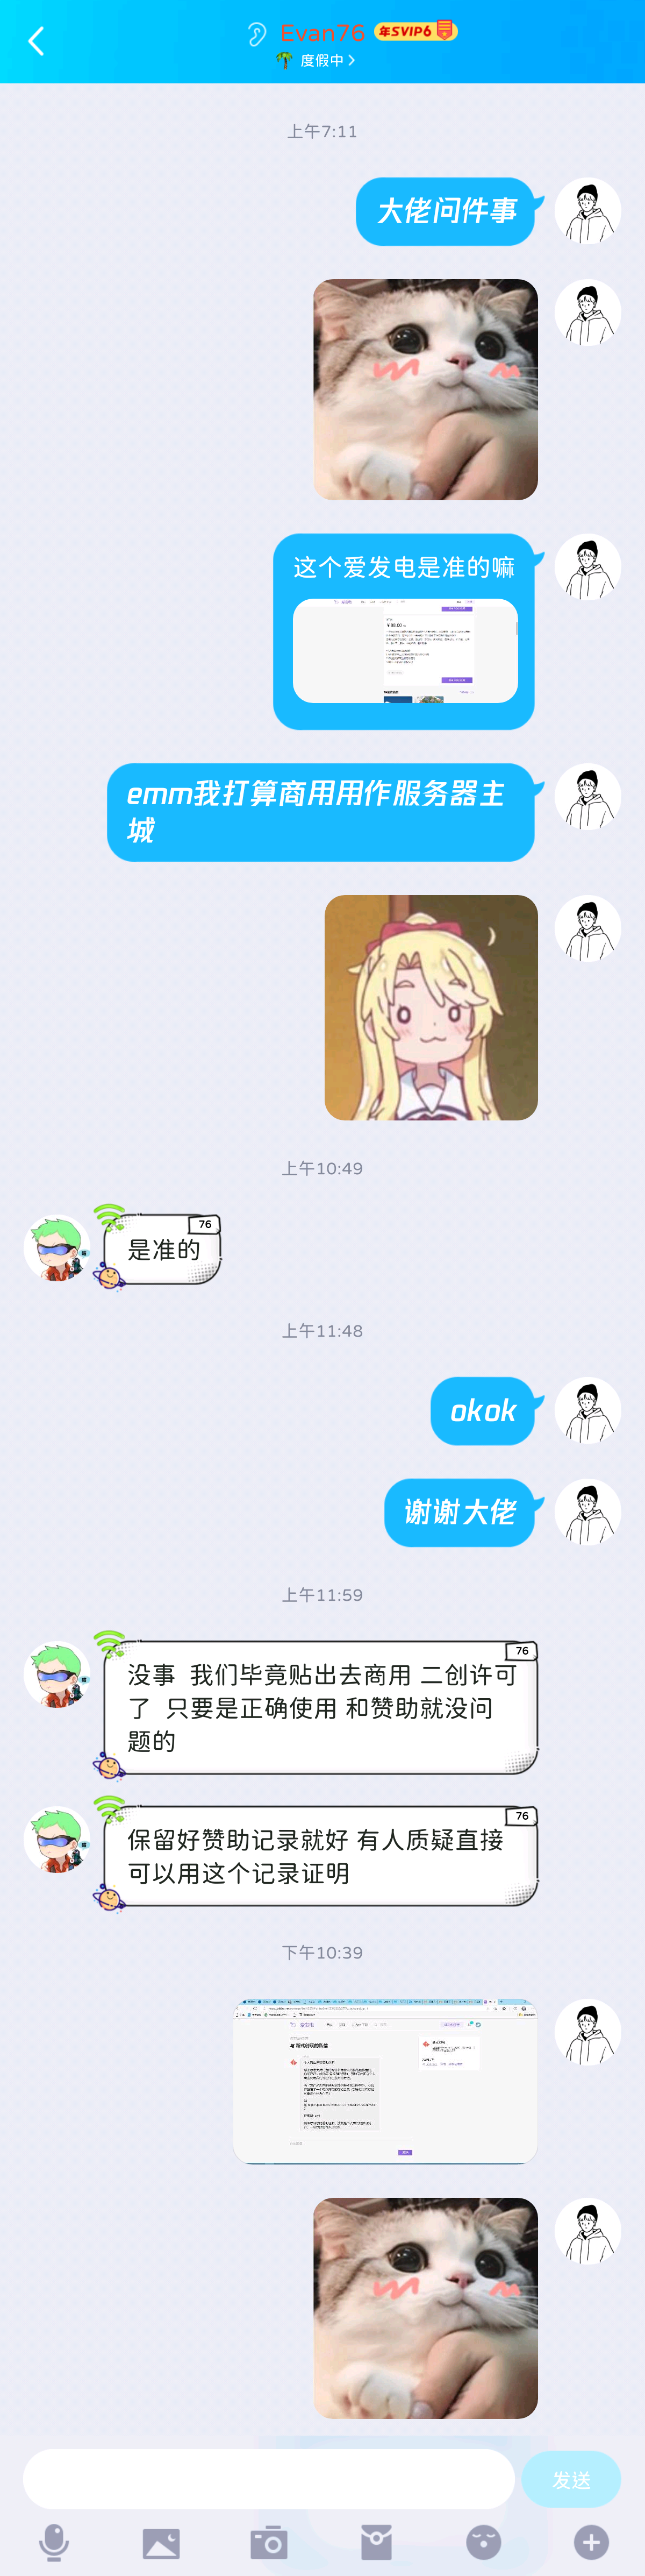 Evan76 年SVIP6
度假中
上午7:11
大佬问件事
这个爱发电是准的嘛
emm我打算商用用作服务器主
城
上午10:49
76
是准的
上午11:48
okok
谢谢大佬
上午11:59
76
没事 我们毕竟贴出去商用 二创许可
了 只要是正确使用 和赞助就没问
题的
76
保留好赞助记录就好 有人质疑直接
可以用这个记录证明
下午10:39
发送